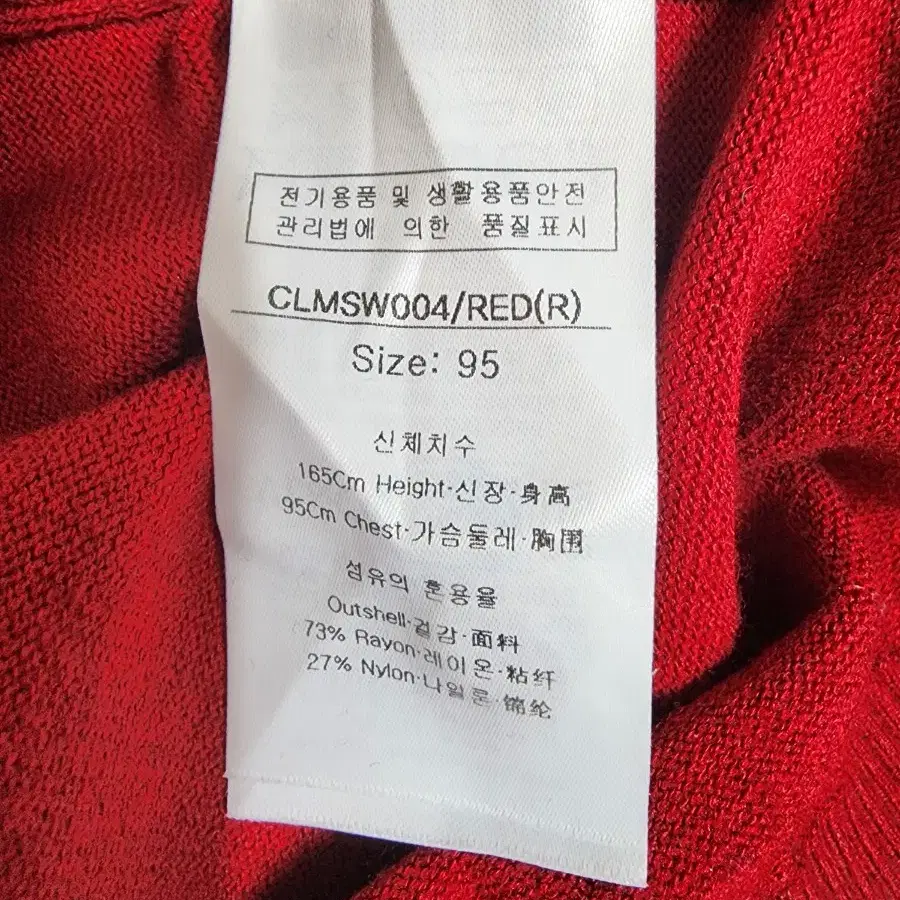 전기용품 및 생활용품안전
관리법에 의한 품질표시
CLMSW004/RED(R)
Size: 95
신체치수
165Cm Height·신장·身高
95Cm Chest·가슴둘레·胸围
섬유의 혼용율
Outshell·겉감·面料
73% Rayon·레이온·粘纤
27% Nylon·나일론·锦纶